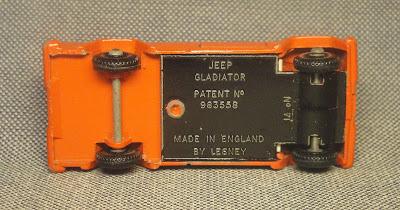 JEEP
GLADIATOR
PATENT Nº
983558
MADE IN ENGLAND
BY LESNEY
Nº 71